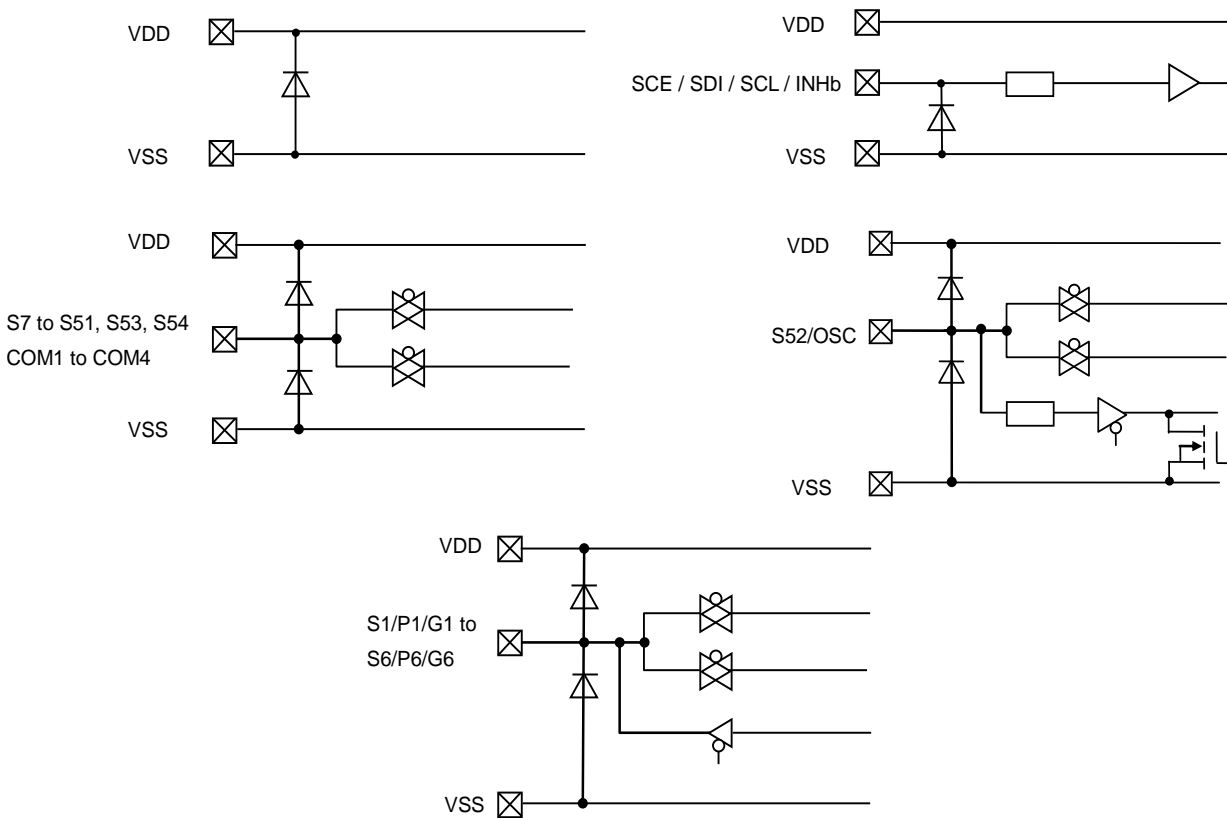 VDD
VSS
VDD
SCE / SDI / SCL / INHb
VSS
VDD
S7 to S51, S53, S54
COM1 to COM4
VSS
VDD
S52/OSC
VSS
VDD
S1/P1/G1 to
S6/P6/G6
VSS